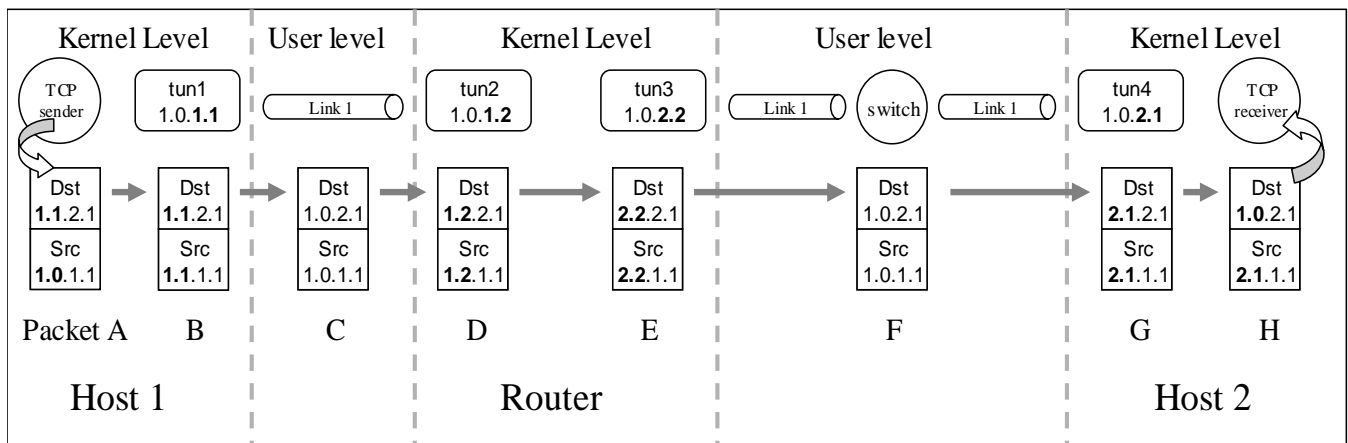 Kernel Level
User level
Kernel Level
User level
Kernel Level
TCP
sender
tun1
1.0.1.1
Link 1
tun2
1.0.1.2
tun3
1.0.2.2
Link 1
switch
Link 1
tun4
1.0.2.1
TCP
receiver
Dst
1.1.2.1
Src
1.0.1.1
Dst
1.1.2.1
Src
1.1.1.1
Dst
1.0.2.1
Src
1.0.1.1
Dst
1.2.2.1
Src
1.2.1.1
Dst
2.2.2.1
Src
2.2.1.1
Dst
1.0.2.1
Src
1.0.1.1
Dst
2.1.2.1
Src
2.1.1.1
Dst
1.0.2.1
Src
2.1.1.1
Packet A
B
C
D
E
F
G
H
Host 1
Router
Host 2